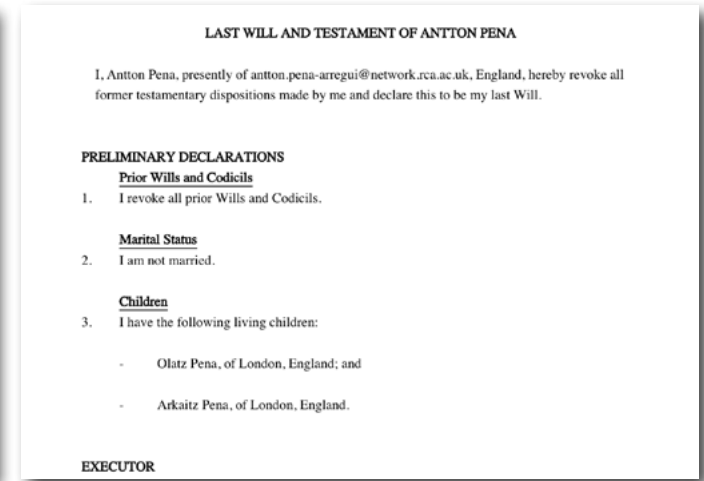 LAST WILL AND TESTAMENT OF ANTTON PENA
I, Antton Pena, presently of antton.pena-arregui@network.rca.ac.uk, England, hereby revoke all
former testamentary dispositions made by me and declare this to be my last Will.
PRELIMINARY DECLARATIONS
Prior Wills and Codicils
1. I revoke all prior Wills and Codicils.
Marital Status
2. I am not married.
Children
3. I have the following living children:
- Olatz Pena, of London, England; and
- Arkaitz Pena, of London, England.
EXECUTOR